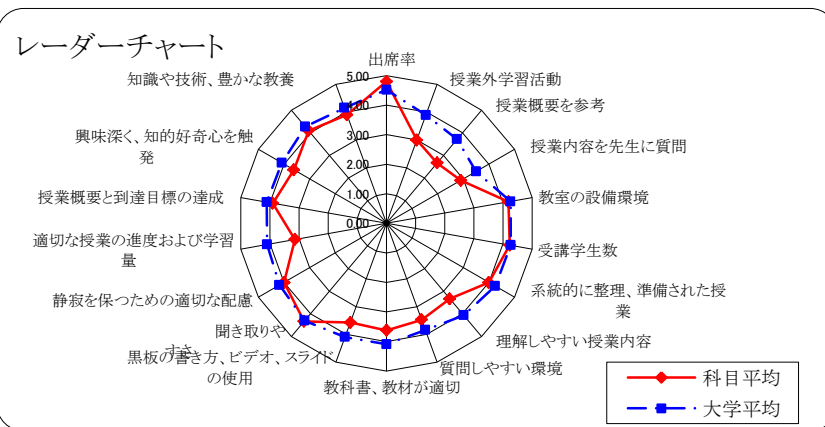 レーダーチャート
出席率
授業外学習活動
授業概要を参考
授業内容を先生に質問
教室の設備環境
受講学生数
系統的に整理、準備された授
業
理解しやすい授業内容
質問しやすい環境
教科書、教材が適切
黒板の書き方、ビデオ、スライド
の使用
聞き取りや
すさ
静寂を保つための適切な配慮
適切な授業の進度および学習
量
授業概要と到達目標の達成
興味深く、知的好奇心を触
発
知識や技術、豊かな教養
5.00
4.00
3.00
2.00
1.00
0.00
科目平均
大学平均